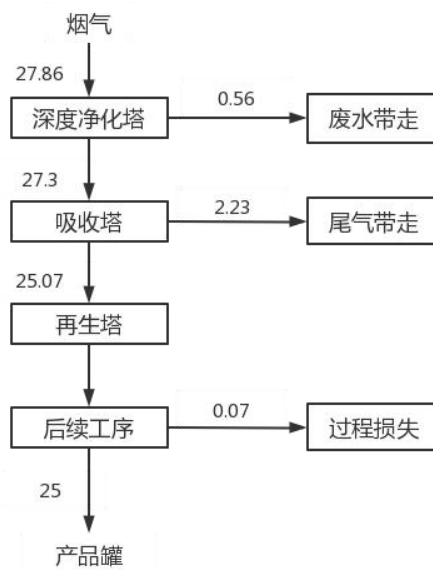 烟气
27.86
0.56
深度净化塔
废水带走
27.3
2.23
吸收塔
尾气带走
25.07
再生塔
0.07
后续工序
过程损失
25
产品罐